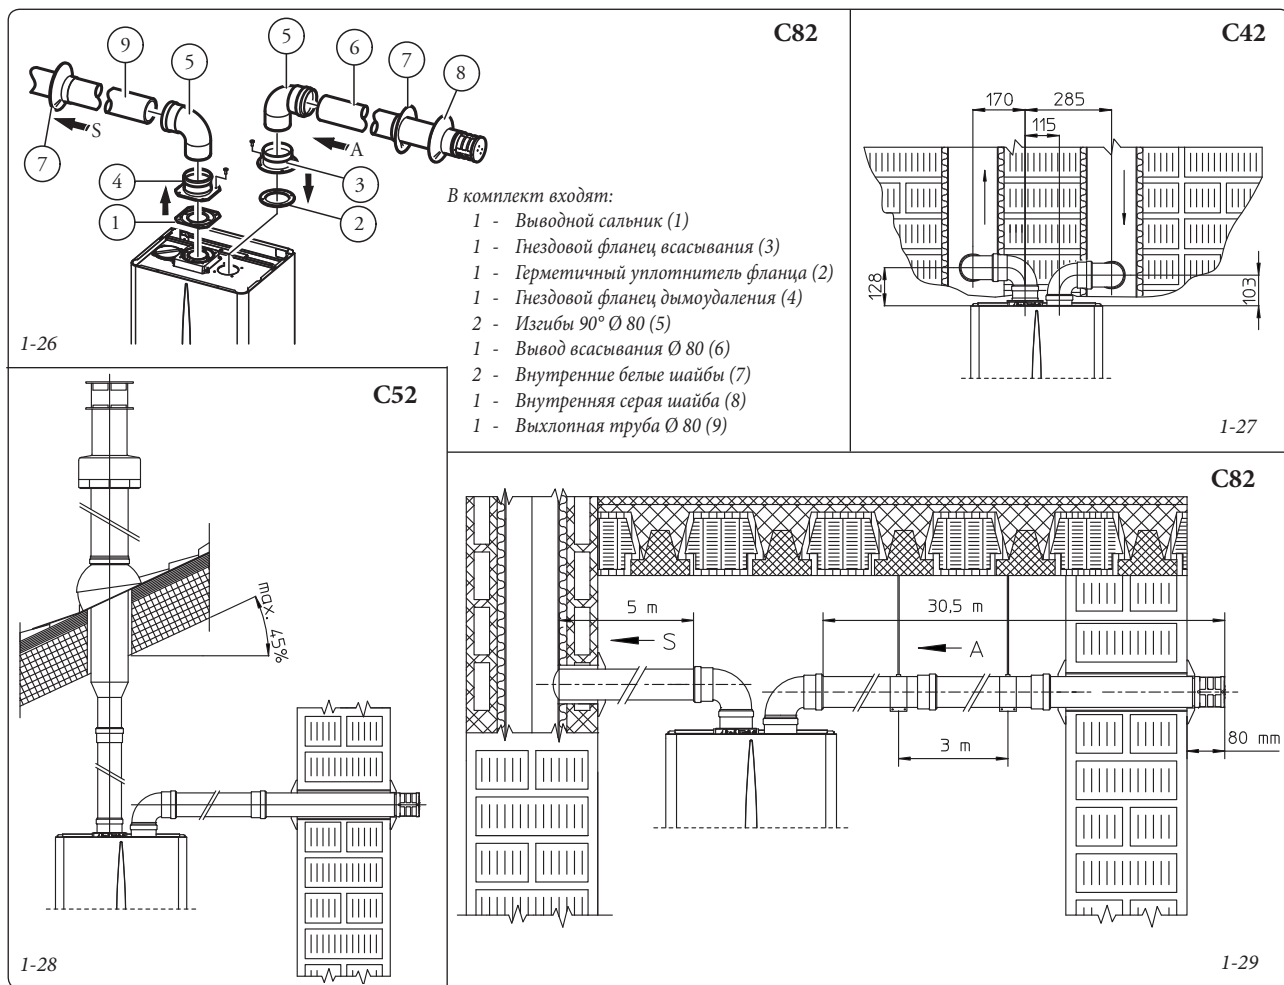 C82
9
5
5
6
7
8
S
A
7
4
3
1
2
1-26
В комплект входят:
1 - Выводной сальник (1)
1 - Гнездовой фланец всасывания (3)
1 - Герметичный уплотнитель фланца (2)
1 - Гнездовой фланец дымоудаления (4)
2 - Изгибы 90° Ø 80 (5)
1 - Вывод всасывания Ø 80 (6)
2 - Внутренние белые шайбы (7)
1 - Внутренняя серая шайба (8)
1 - Выхлопная труба Ø 80 (9)
C42
170
285
115
128
103
1-27
C52
max. 45%
1-28
C82
5 m
30,5 m
S
A
3 m
80 mm
1-29